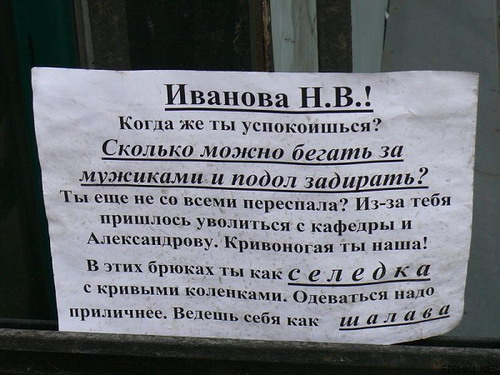 Иванова Н.В.!
Когда же ты успокоишься?
Сколько можно бегать за
мужиками и подол задирать?
Ты еще не со всеми переспала? Из-за тебя
пришлось уволиться с кафедры и
Александрову. Кривоногая ты наша!
В этих брюках ты как с е л е д к а
с кривыми коленками. Одеваться надо
приличнее. Ведешь себя как ш а л а в а